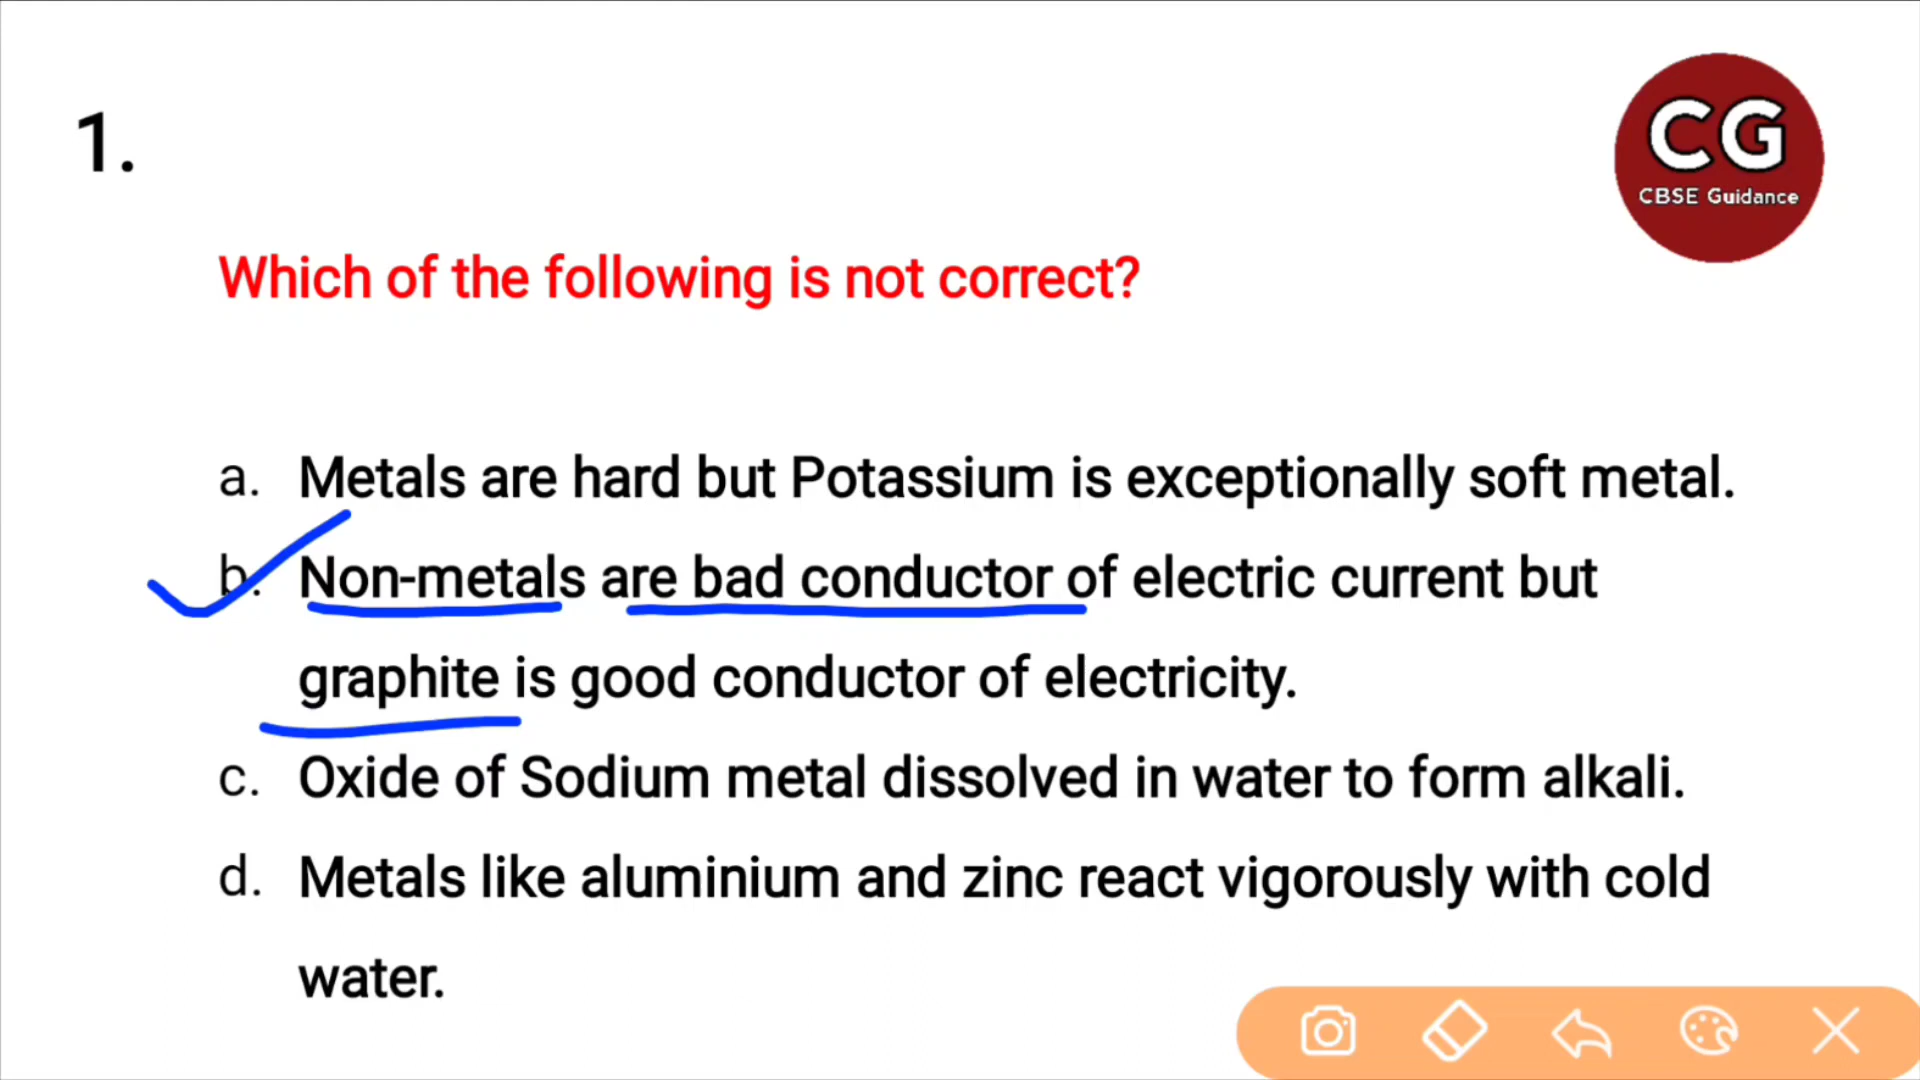 1.
CG
CBSE Guidance
Which of the following is not correct?
a. Metals are hard but Potassium is exceptionally soft metal.
b. Non-metals are bad conductor of electric current but
graphite is good conductor of electricity.
c. Oxide of Sodium metal dissolved in water to form alkali.
d. Metals like aluminium and zinc react vigorously with cold
water.